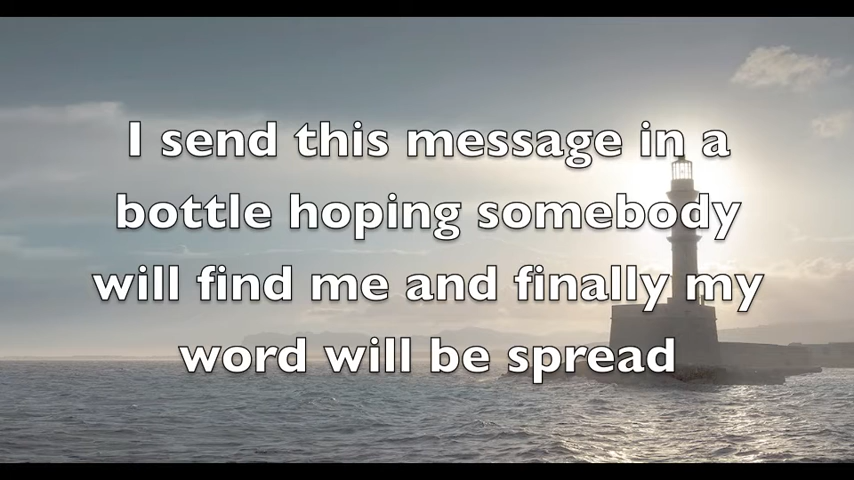 I send this message in a
bottle hoping somebody
will find me and finally my
word will be spread